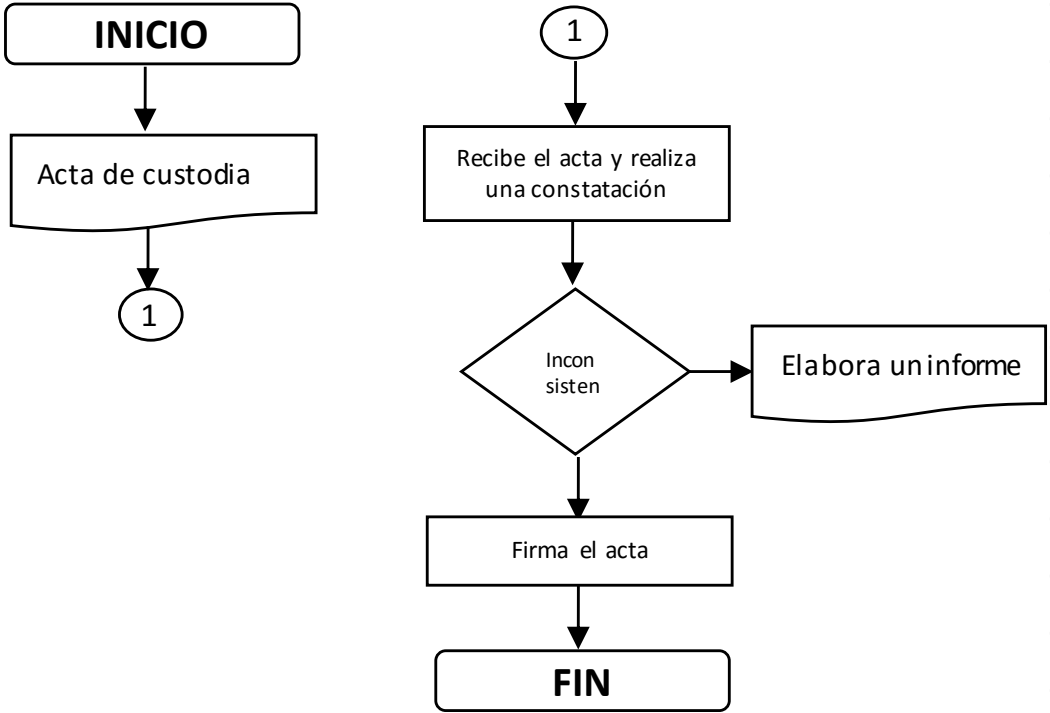 INICIO
Acta de custodia
1
1
Recibe el acta y realiza
una constatación
Incon
sisten
Elabora un informe
Firma el acta
FIN